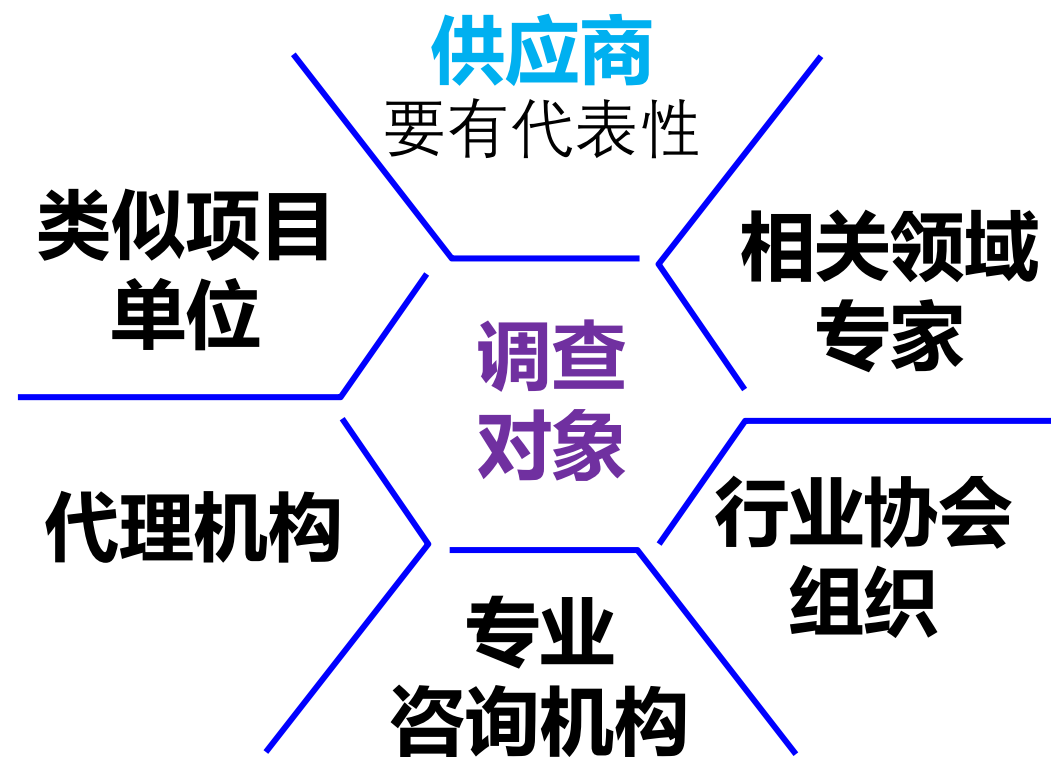 供应商
要有代表性
类似项目
单位
相关领域
专家
调查
对象
代理机构
行业协会
组织
专业
咨询机构